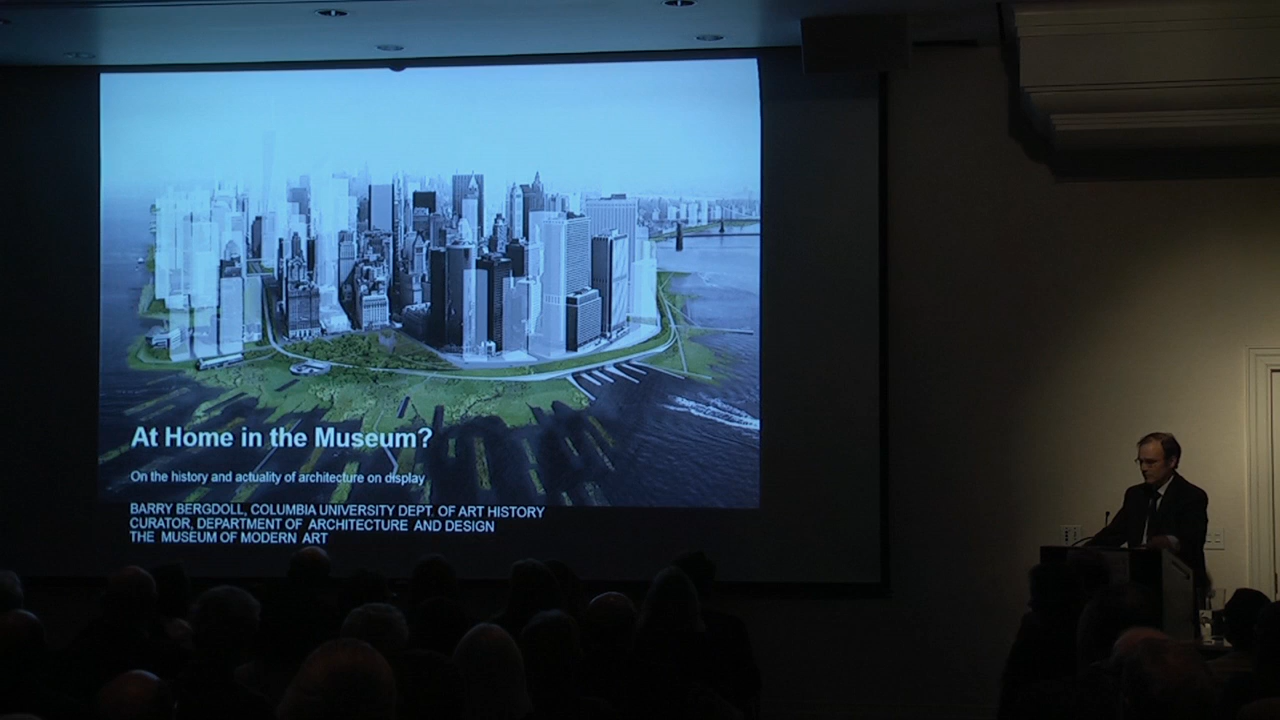 At Home in the Museum?
On the history and actuality of architecture on display
BARRY BERGDOLL, COLUMBIA UNIVERSITY DEPT. OF ART HISTORY
CURATOR, DEPARTMENT OF ARCHITECTURE AND DESIGN
THE MUSEUM OF MODERN ART